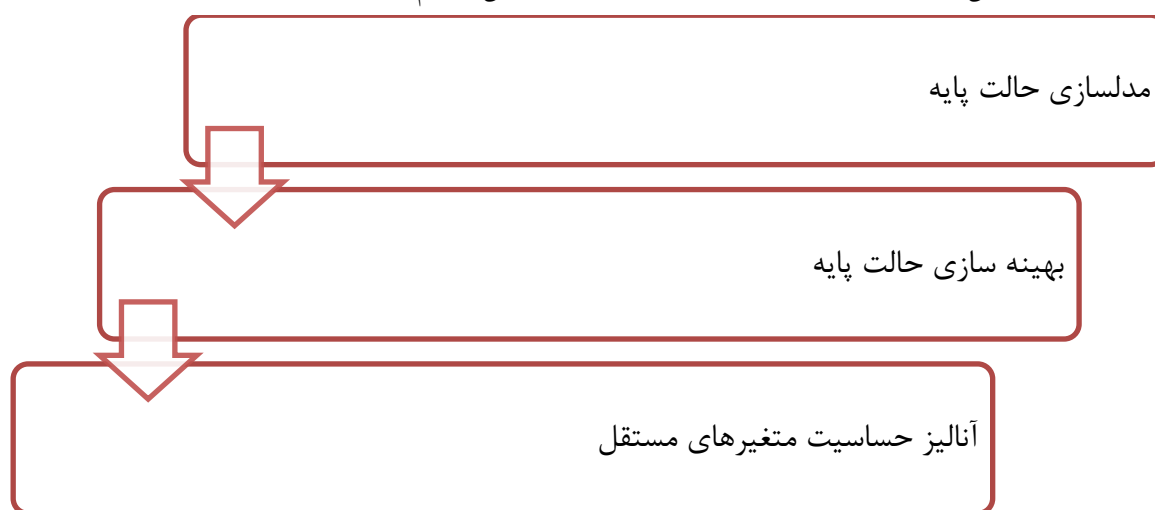 مدلسازی حالت پایه
بهینه سازی حالت پایه
آنالیز حساسیت متغیرهای مستقل